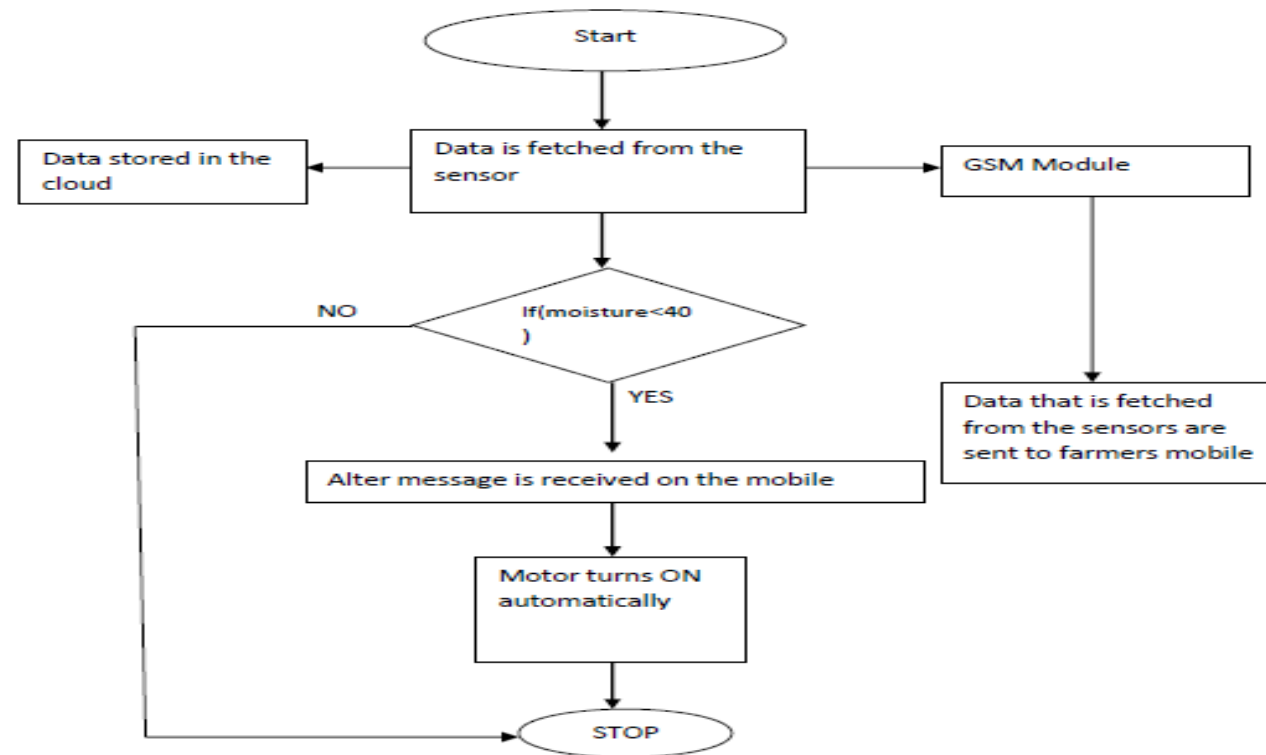 Start
Data stored in the
cloud
Data is fetched from the
sensor
GSM Module
If(moisture<40
)
NO
YES
Data that is fetched
from the sensors are
sent to farmers mobile
Alter message is received on the mobile
Motor turns ON
automatically
STOP